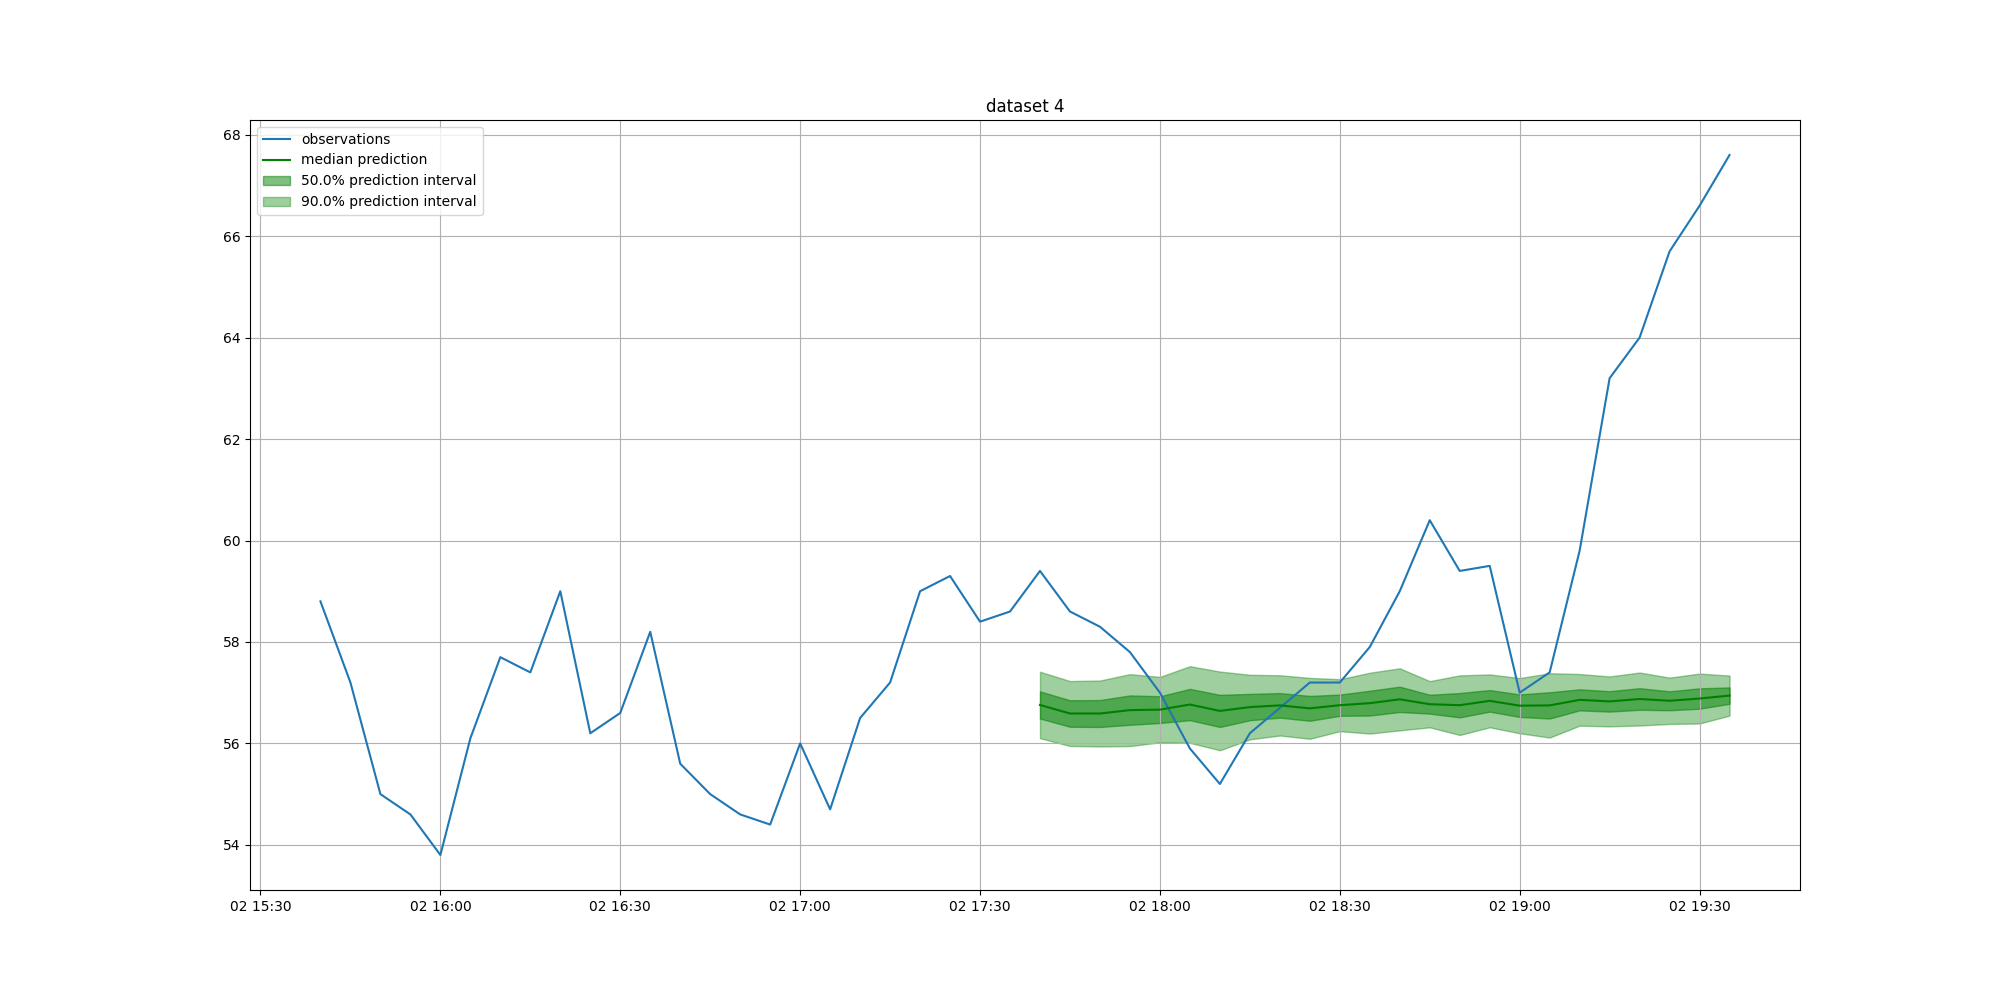 dataset 4
observations
median prediction
50.0% prediction interval
90.0% prediction interval
68
66
64
62
60
58
56
54
02 15:30 02 16:00 02 16:30 02 17:00 02 17:30 02 18:00 02 18:30 02 19:00 02 19:30